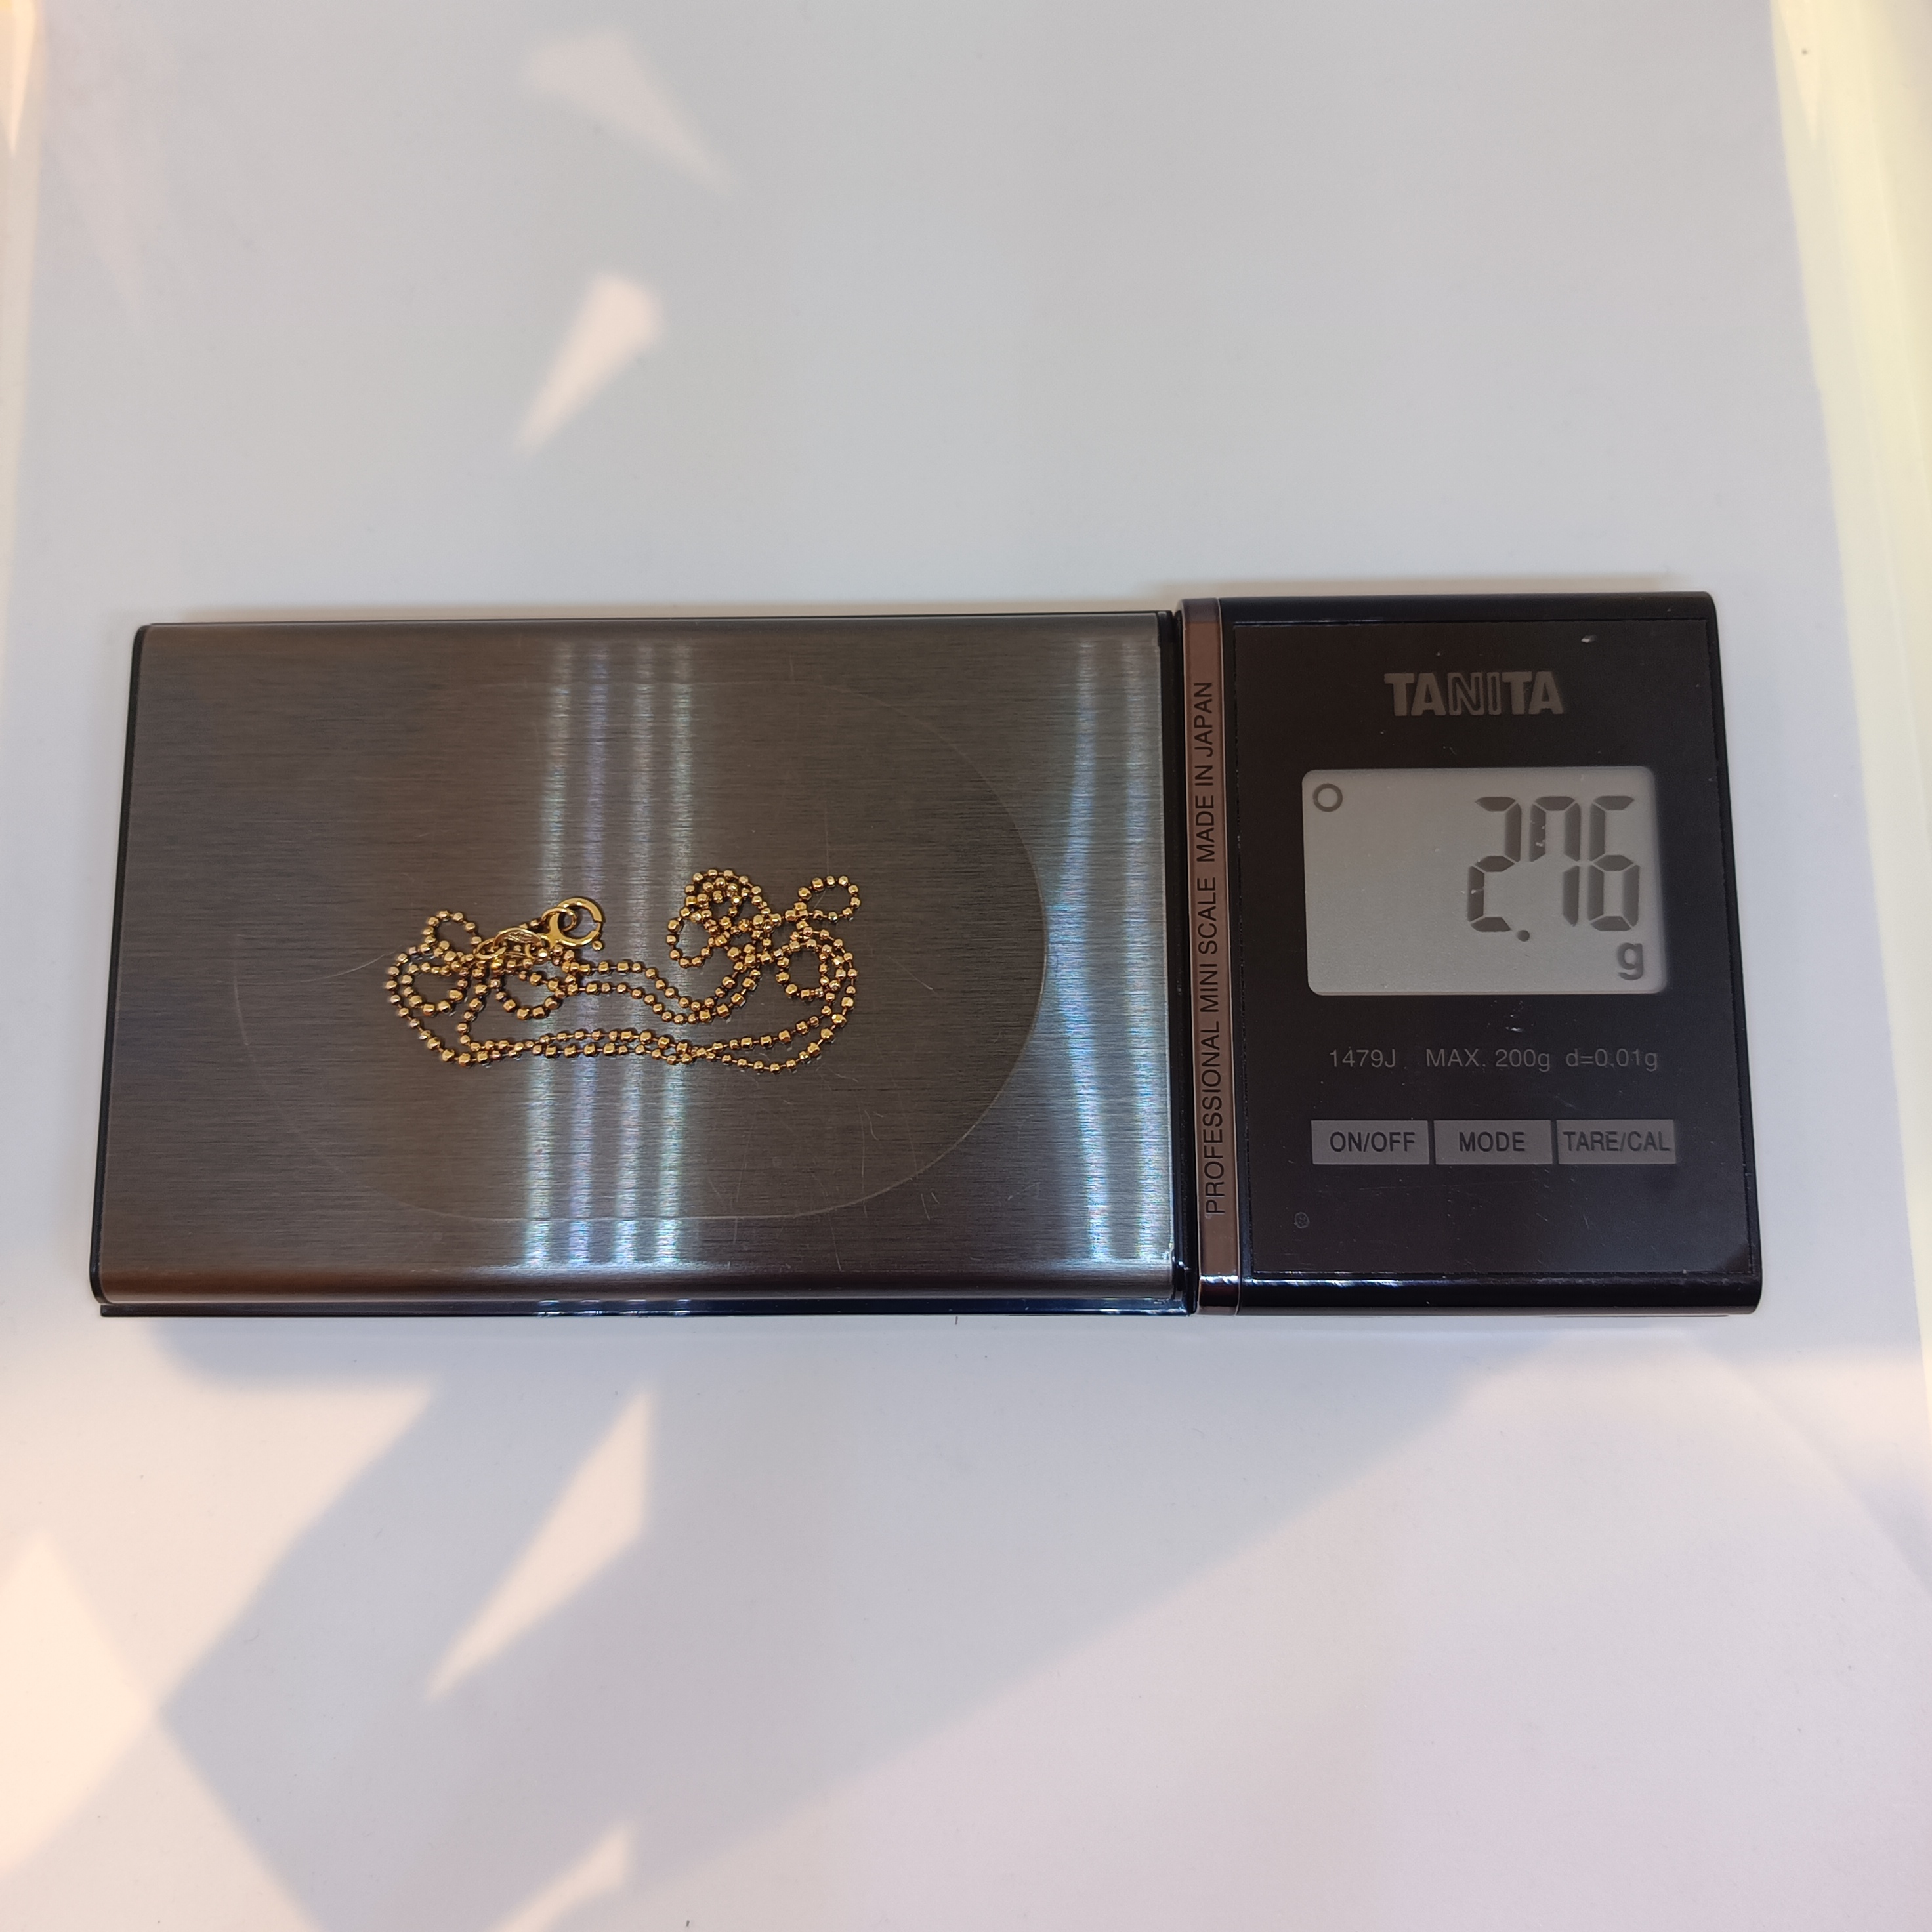 PROFESSIONAL MINI SCALE MADE IN JAPAN
TANITA
2.76
g
1479J MAX. 200g d=0.01g
ON/OFF MODE TARE/CAL